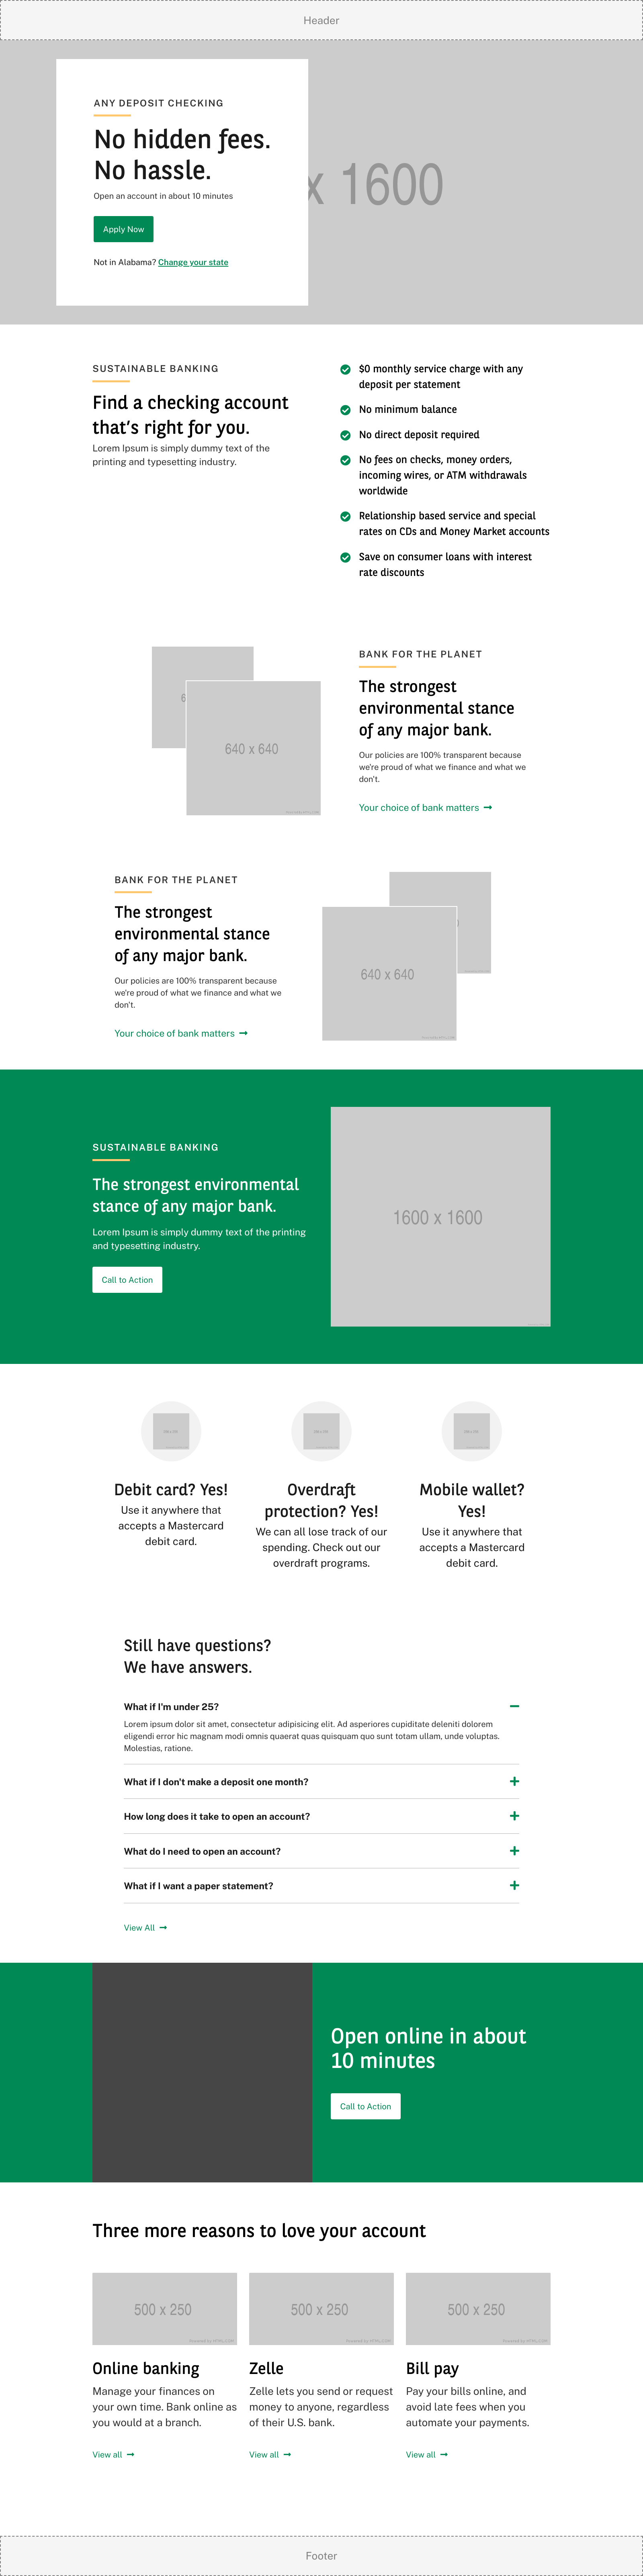 Header
ANY DEPOSIT CHECKING
No hidden fees.
No hassle.
Open an account in about 10 minutes
Apply Now
Not in Alabama? Change your state
x 1600
SUSTAINABLE BANKING
Find a checking account
that's right for you.
Lorem Ipsum is simply dummy text of the
printing and typesetting industry.
$0 monthly service charge with any
deposit per statement
No minimum balance
No direct deposit required
No fees on checks, money orders,
incoming wires, or ATM withdrawals
worldwide
Relationship based service and special
rates on CDs and Money Market accounts
Save on consumer loans with interest
rate discounts
6
640 x 640
BANK FOR THE PLANET
The strongest
environmental stance
of any major bank.
Our policies are 100% transparent because
we're proud of what we finance and what we
don't.
Your choice of bank matters
BANK FOR THE PLANET
The strongest
environmental stance
of any major bank.
Our policies are 100% transparent because
we're proud of what we finance and what we
don't.
Your choice of bank matters
640 x 640
SUSTAINABLE BANKING
The strongest environmental
stance of any major bank.
Lorem Ipsum is simply dummy text of the printing
and typesetting industry.
Call to Action
1600 x 1600
Debit card? Yes!
Use it anywhere that
accepts a Mastercard
debit card.
Overdraft
protection? Yes!
We can all lose track of our
spending. Check out our
overdraft programs.
Mobile wallet?
Yes!
Use it anywhere that
accepts a Mastercard
debit card.
Still have questions?
We have answers.
What if I'm under 25?
Lorem ipsum dolor sit amet, consectetur adipisicing elit. Ad asperiores cupiditate deleniti dolorem
eligendi error hic magnam modi omnis quaerat quas quisquam quo sunt totam ullam, unde voluptas.
Molestias, ratione.
What if I don't make a deposit one month?
How long does it take to open an account?
What do I need to open an account?
What if I want a paper statement?
View All
Open online in about
10 minutes
Call to Action
Three more reasons to love your account
500 x 250
Powered by HTML.COM
Online banking
Manage your finances on
your own time. Bank online as
you would at a branch.
View all
500 x 250
Powered by HTML.COM
Zelle
Zelle lets you send or request
money to anyone, regardless
of their U.S. bank.
View all
500 x 250
Powered by HTML.COM
Bill pay
Pay your bills online, and
avoid late fees when you
automate your payments.
View all
Footer